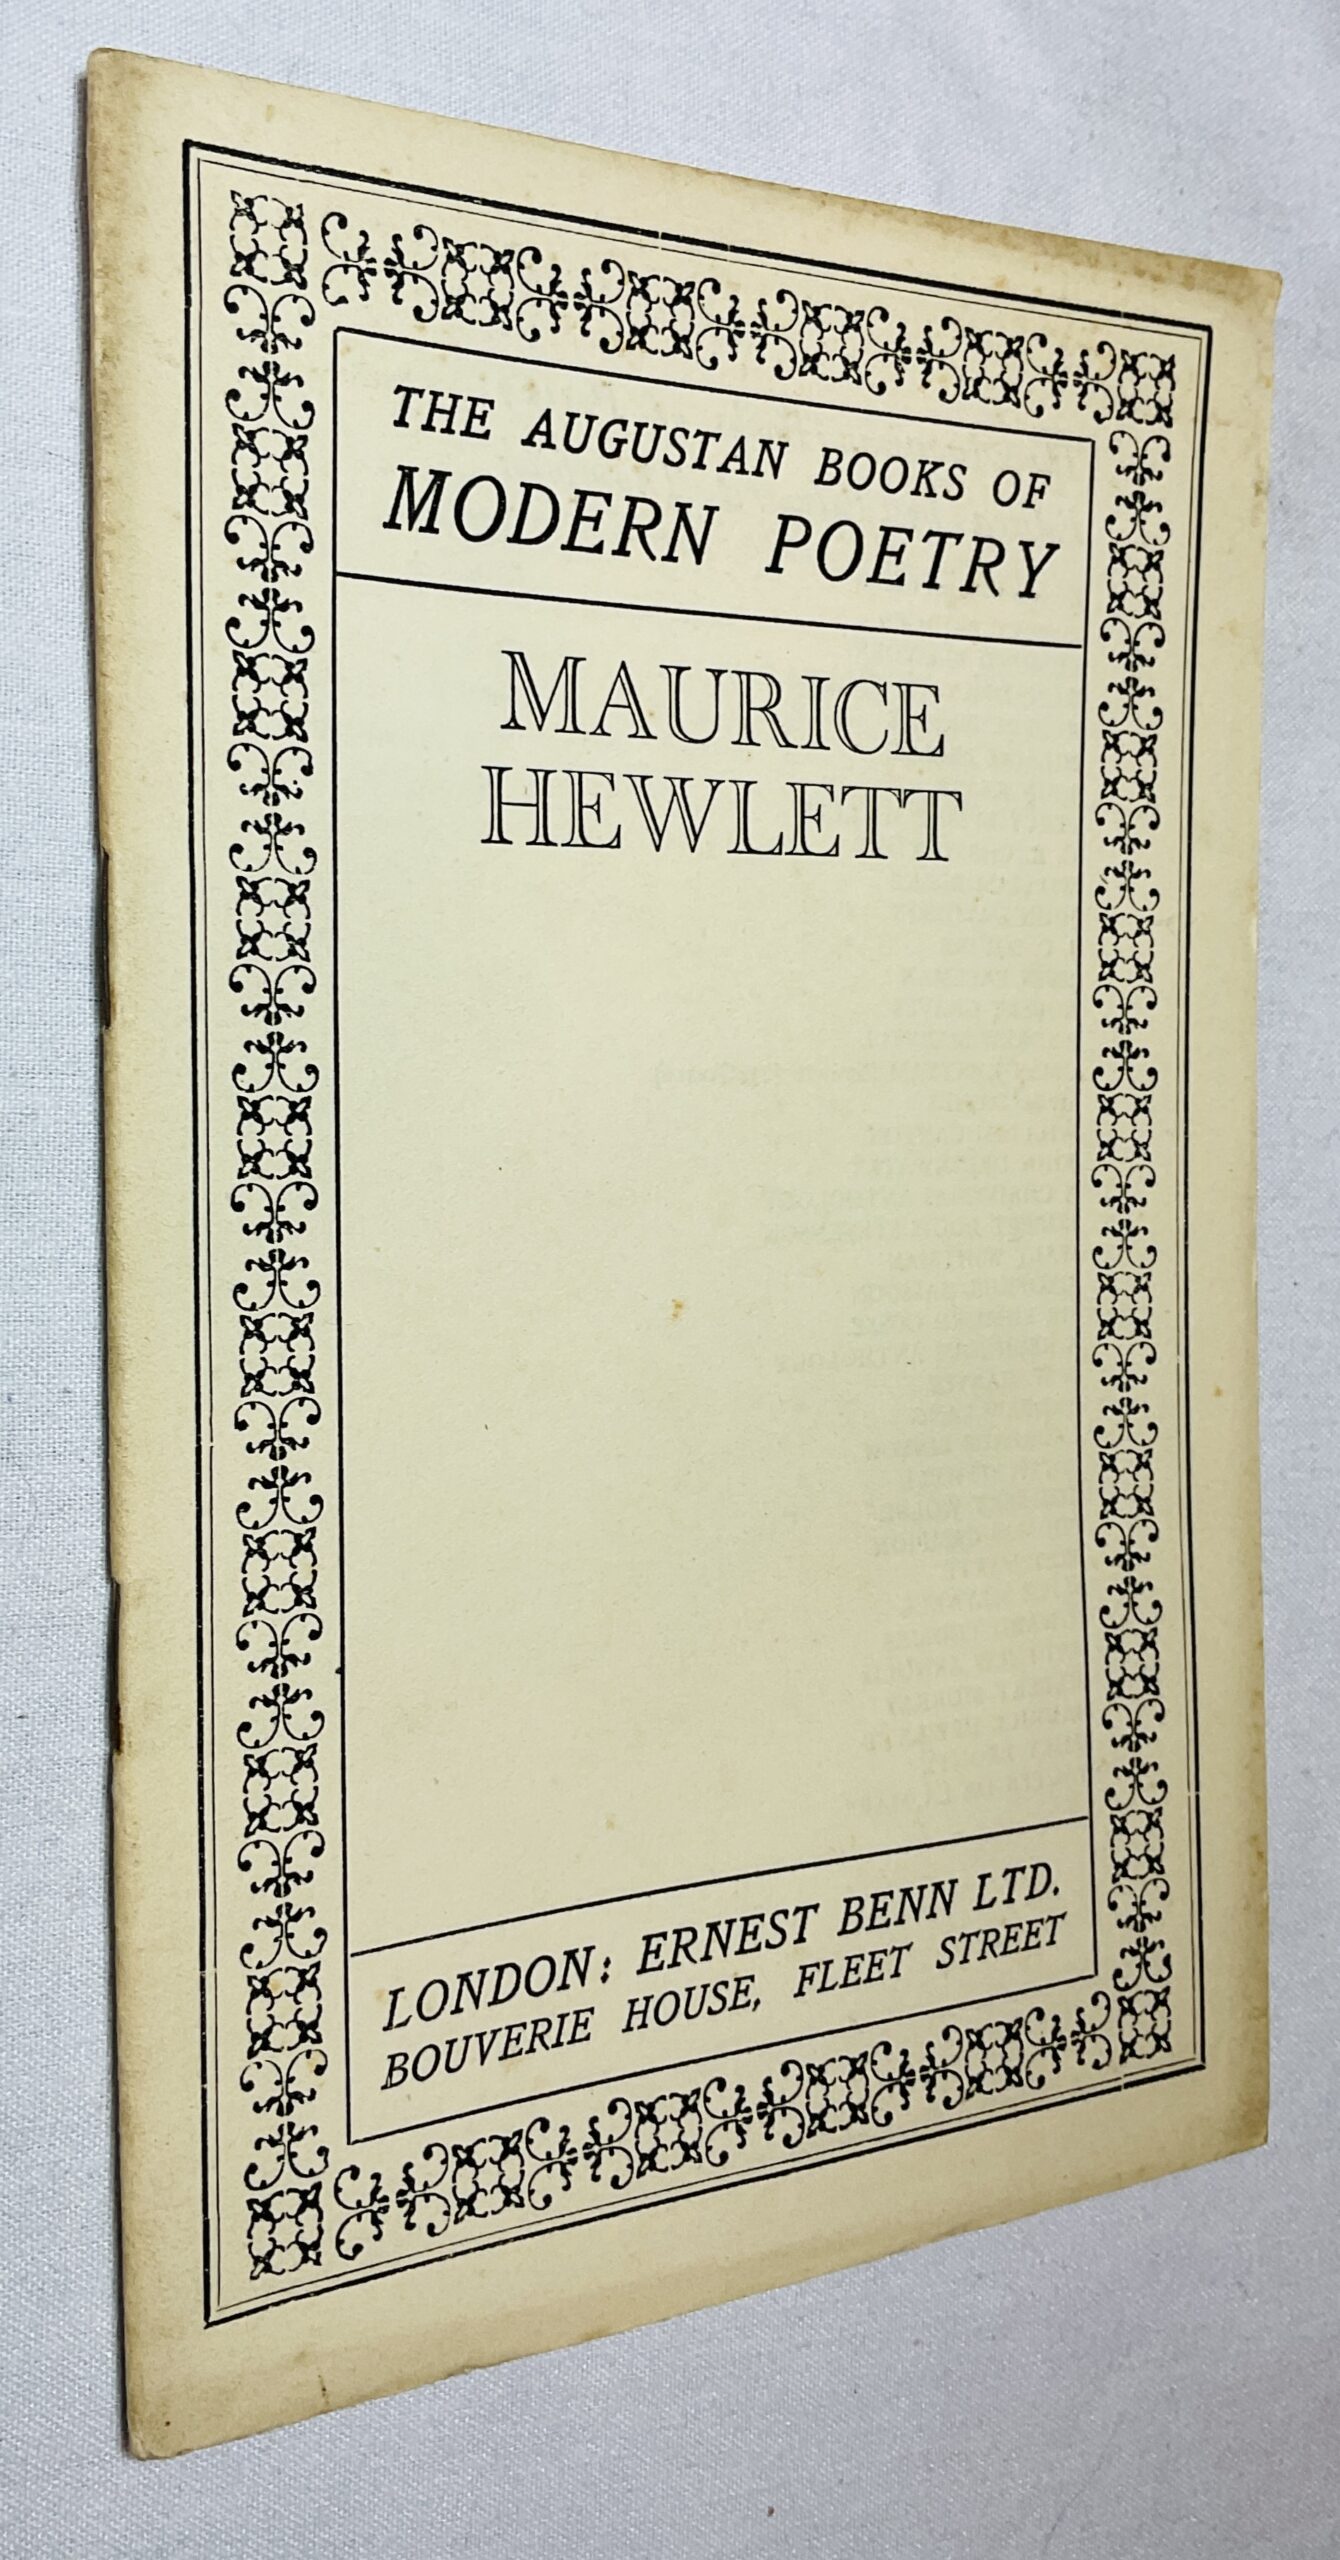 THE AUGUSTAN BOOKS OF
MODERN POETRY
MAURICE
HEWLETT
LONDON: ERNEST BENN LTD.
BOUVERIE HOUSE, FLEET STREET